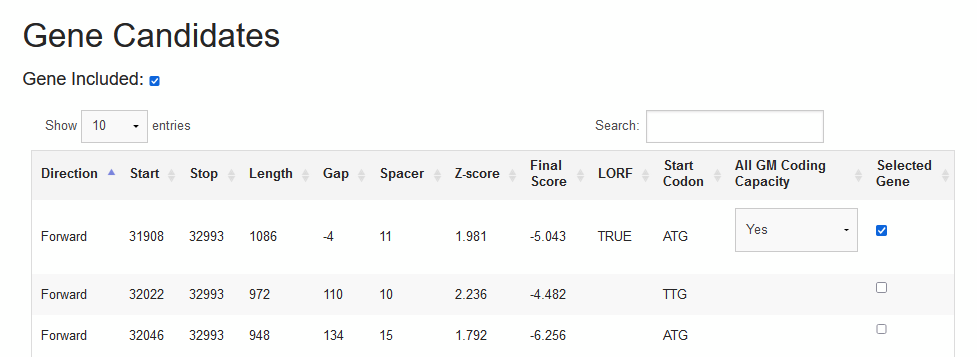 Gene Candidates
Gene Included:
Show 10 entries Search:
Direction Start Stop Length Gap Spacer Z-score Final Score LORF Start Codon All GM Coding Capacity Selected Gene
Forward 31908 32993 1086 -4 11 1.981 -5.043 TRUE ATG Yes
Forward 32022 32993 972 110 10 2.236 -4.482 TTG
Forward 32046 32993 948 134 15 1.792 -6.256 ATG